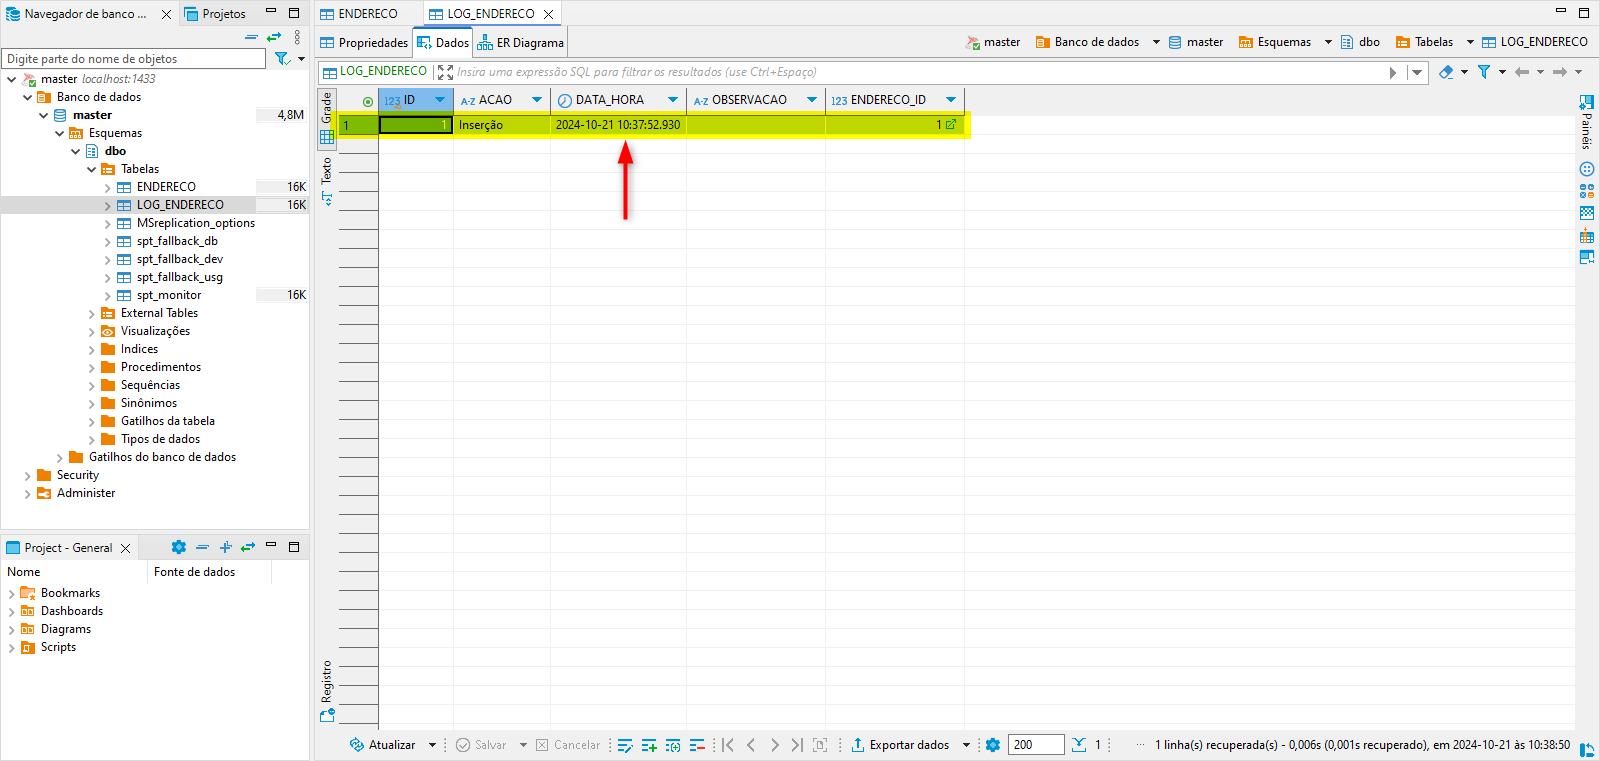 Navegador de banco ...
Projetos
Digite parte do nome de objetos
master localhost:1433
Banco de dados
master 4,8M
Esquemas
dbo
Tabelas
ENDERECO 16K
LOG_ENDERECO 16K
MSreplication_options
spt_fallback_db
spt_fallback_dev
spt_fallback_usg
spt_monitor 16K
External Tables
Visualizações
Indices
Procedimentos
Sequências
Sinônimos
Gatilhos da tabela
Tipos de dados
Gatilhos do banco de dados
Security
Administer
Project - General
Nome Fonte de dados
Bookmarks
Dashboards
Diagrams
Scripts
ENDERECO LOG_ENDERECO
Propriedades Dados ER Diagrama
master Banco de dados master Esquemas dbo Tabelas LOG_ENDERECO
LOG_ENDERECO Insira uma expressão SQL para filtrar os resultados (use Ctrl+Espaço)
Grade
Texto
Registro
123 ID A-Z ACAO DATA_HORA A-Z OBSERVACAO 123 ENDERECO_ID
1 1 Inserção 2024-10-21 10:37:52.930 1
Painéis
Atualizar Salvar Cancelar Exportar dados 200 1 ... 1 linha(s) recuperada(s) - 0,006s (0,001s recuperado), em 2024-10-21 às 10:38:50